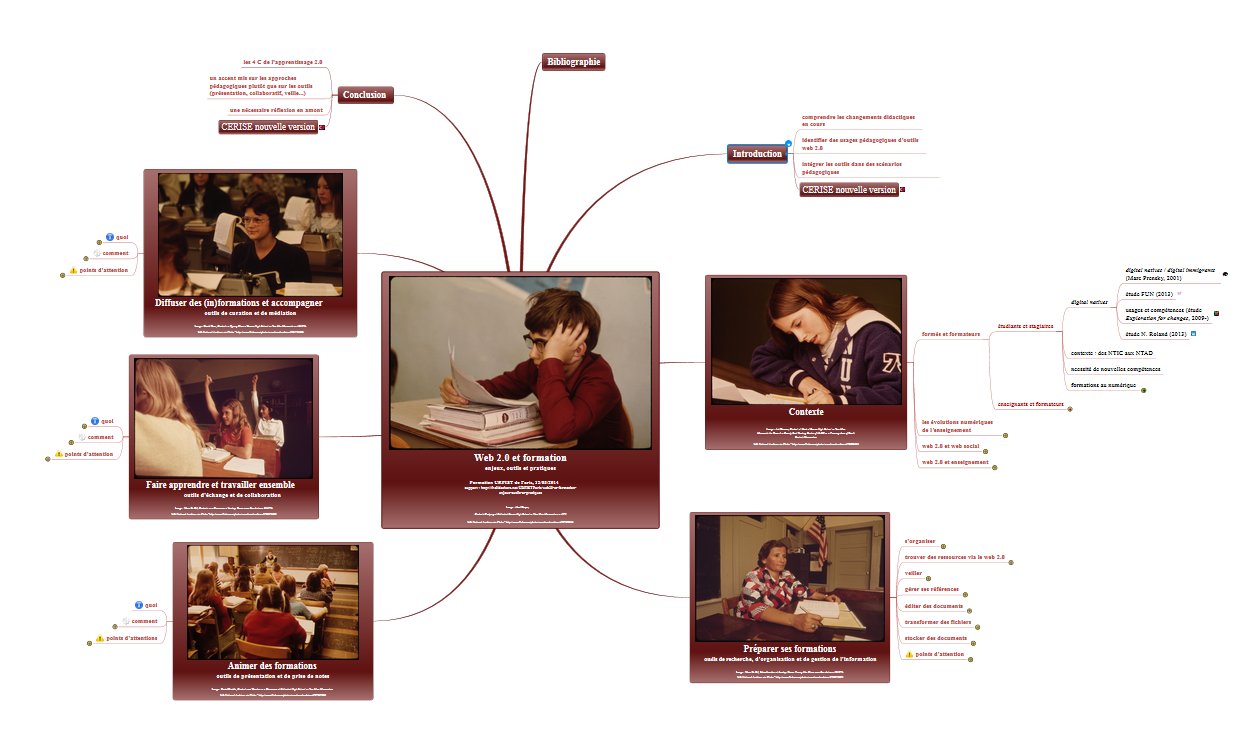 Bibliographie
les 4 C de l'apprentissage 2.0
un accent mis sur les approches
pédagogiques plutôt que sur les outils
(présentation, collaboratif, veille...)
une nécessaire réflexion en amont
CERISE nouvelle version
Conclusion
Introduction
comprendre les changements didactiques
en cours
identifier des usages pédagogiques d'outils
web 2.0
intégrer les outils dans des scénarios
pédagogiques
CERISE nouvelle version
quoi
comment
points d'attention
Diffuser des (in)formations et accompagner
outils de curation et de médiation
quoi
comment
points d'attention
Faire apprendre et travailler ensemble
outils d'échange et de collaboration
quoi
comment
points d'attentions
Animer des formations
outils de présentation et de prise de notes
Web 2.0 et formation
enjeux, outils et pratiques
Formation URFIST de Paris,
Contexte
formés et formateurs
étudiants et stagiaires
digital natives
digital natives / digital immigrants
(Marc Prensky, 2001)
étude FUN (2013)
usages et compétences (étude
Exploration for changes, 2009-)
étude N. Roland (2013)
contexte : des NTIC aux NTAD
necessité de nouvelles compétences
formations au numérique
enseignants et formateurs
les évolutions numériques
de l'enseignement
web 2.0 et web social
web 2.0 et enseignement
Préparer ses formations
outils de recherche, d'organisation et de gestion de l'information
s'organiser
trouver des ressources via le web 2.0
veiller
gérer ses références
éditer des documents
transformer des fichiers
stocker des documents
points d'attention